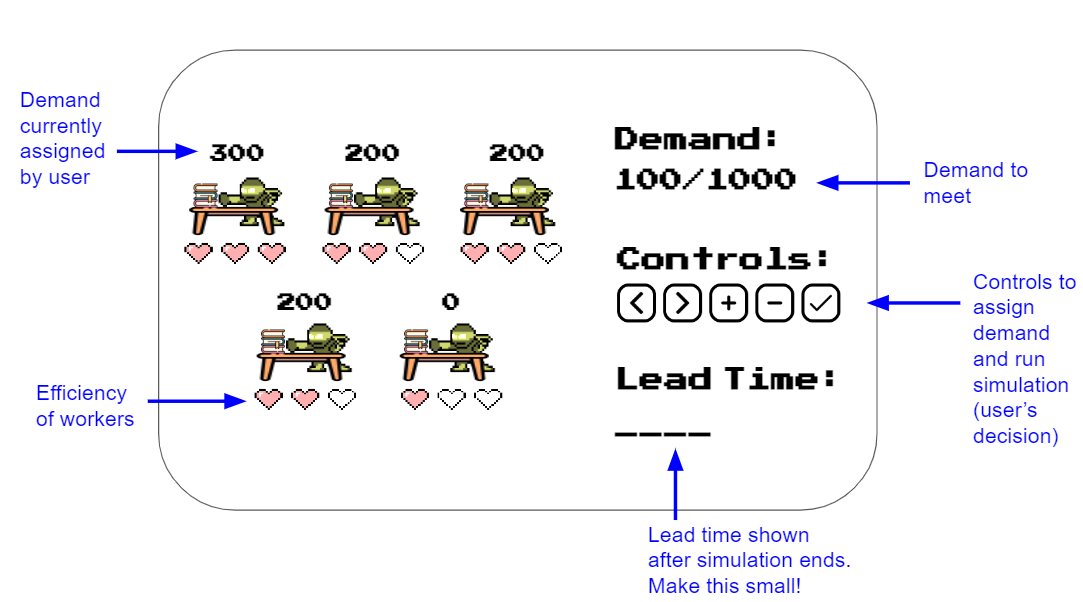 Demand
currently
assigned
by user
300
200
200
Demand:
100/1000
Demand to
meet
Controls:
Controls to
assign
demand
and run
simulation
(user's
decision)
200
0
Efficiency
of workers
Lead Time:
____
Lead time shown
after simulation ends.
Make this small!